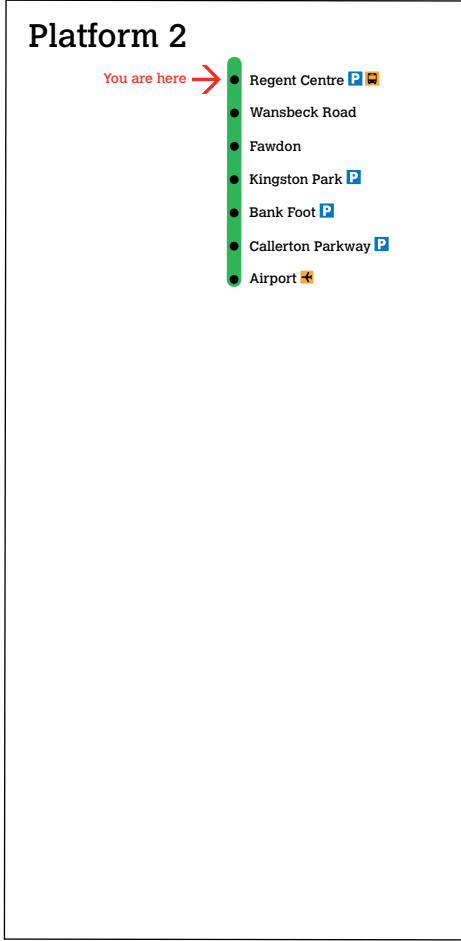 Platform 2
You are here
Regent Centre P
Wansbeck Road
Fawdon
Kingston Park P
Bank Foot P
Callerton Parkway P
Airport